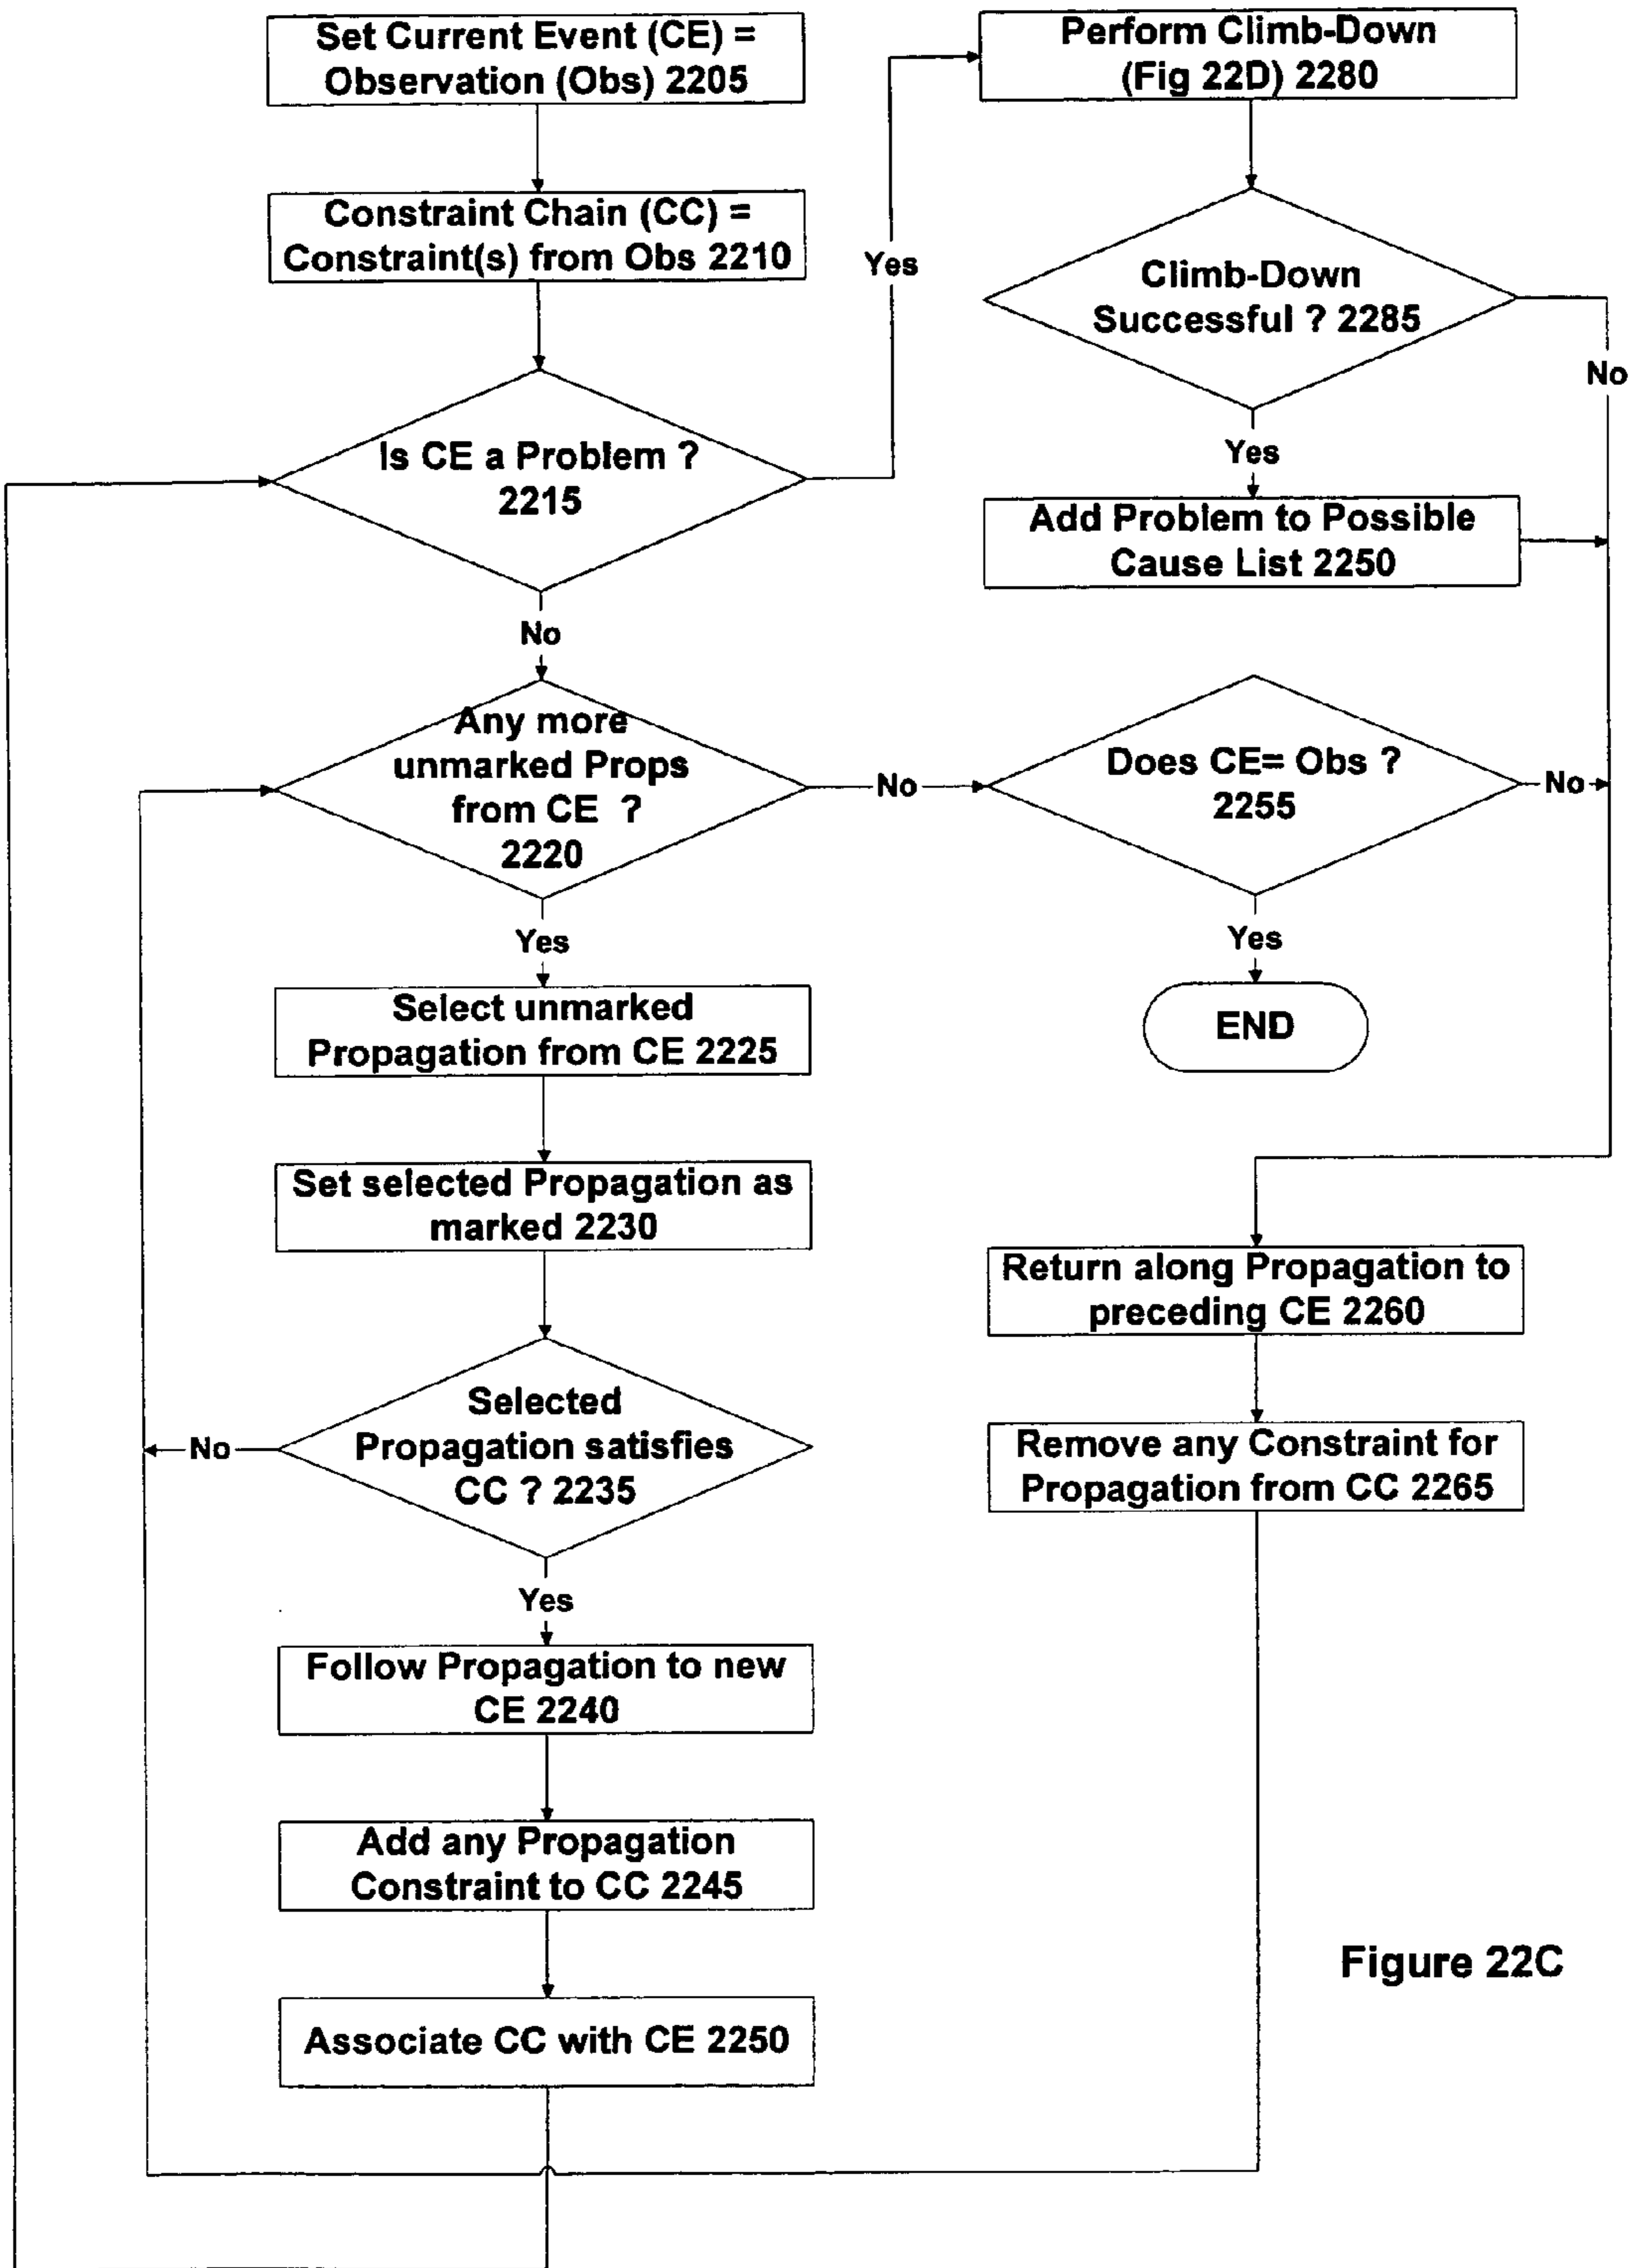 Set Current Event (CE) =
Observation (Obs) 2205
Constraint Chain (CC) =
Constraint(s) from Obs 2210
Is CE a Problem ?
2215
Yes
No
Any more
unmarked Props
from CE ?
2220
No
Yes
Select unmarked
Propagation from CE 2225
Set selected Propagation as
marked 2230
Selected
Propagation satisfies
CC ? 2235
No
Yes
Follow Propagation to new
CE 2240
Add any Propagation
Constraint to CC 2245
Associate CC with CE 2250
Perform Climb-Down
(Fig 22D) 2280
Climb-Down
Successful ? 2285
No
Yes
Add Problem to Possible
Cause List 2250
Does CE= Obs ?
2255
No
Yes
END
Return along Propagation to
preceding CE 2260
Remove any Constraint for
Propagation from CC 2265
Figure 22C